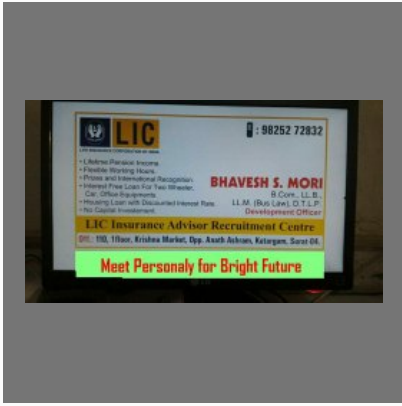 LIC
LIFE INSURANCE CORPORATION OF INDIA
: 98252 72832
• Lifetime Pension Income
• Flexible Working Hours
• Praise and International Recognition
• Interest Free Loan For Two Wheeler,
Car, Office Equipments
• Housing Loan with Discounted Interest Rate
• No Capital Investement.
BHAVESH S. MORI
B.Com., LL.B.,
LL.M. (Bus Law), D.T.L.P.
Development Officer
LIC Insurance Advisor Recruitment Centre
Off.: 110, 1floor, Krishna Market, Opp. Anath Ashram, Katargam, Surat-04.
Meet Personaly for Bright Future
LG